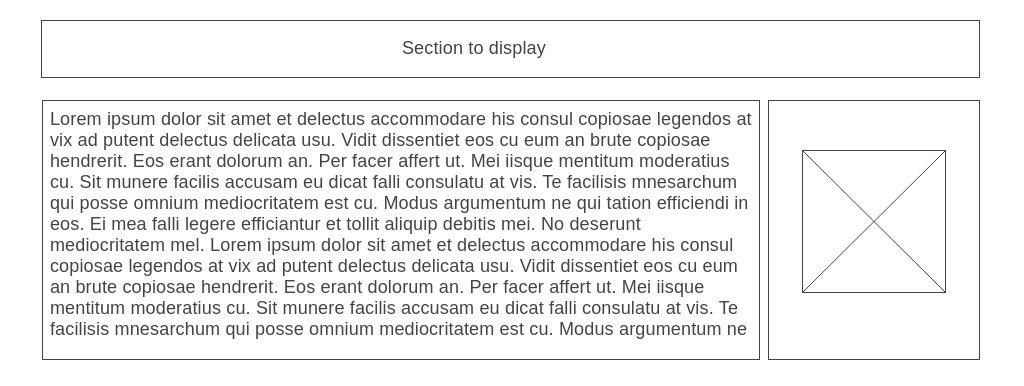 Section to display
Lorem ipsum dolor sit amet et delectus accommodare his consul copiosae legendos at
vix ad putent delectus delicata usu. Vidit dissentiet eos cu eum an brute copiosae
hendrerit. Eos erant dolorum an. Per facer affert ut. Mei iisque mentitum moderatius
cu. Sit munere facilis accusam eu dicat falli consulatu at vis. Te facilisis mnesarchum
qui posse omnium mediocritatem est cu. Modus argumentum ne qui tation efficiendi in
eos. Ei mea falli legere efficiantur et tollit aliquip debitis mei. No deserunt
mediocritatem mel. Lorem ipsum dolor sit amet et delectus accommodare his consul
copiosae legendos at vix ad putent delectus delicata usu. Vidit dissentiet eos cu eum
an brute copiosae hendrerit. Eos erant dolorum an. Per facer affert ut. Mei iisque
mentitum moderatius cu. Sit munere facilis accusam eu dicat falli consulatu at vis. Te
facilisis mnesarchum qui posse omnium mediocritatem est cu. Modus argumentum ne